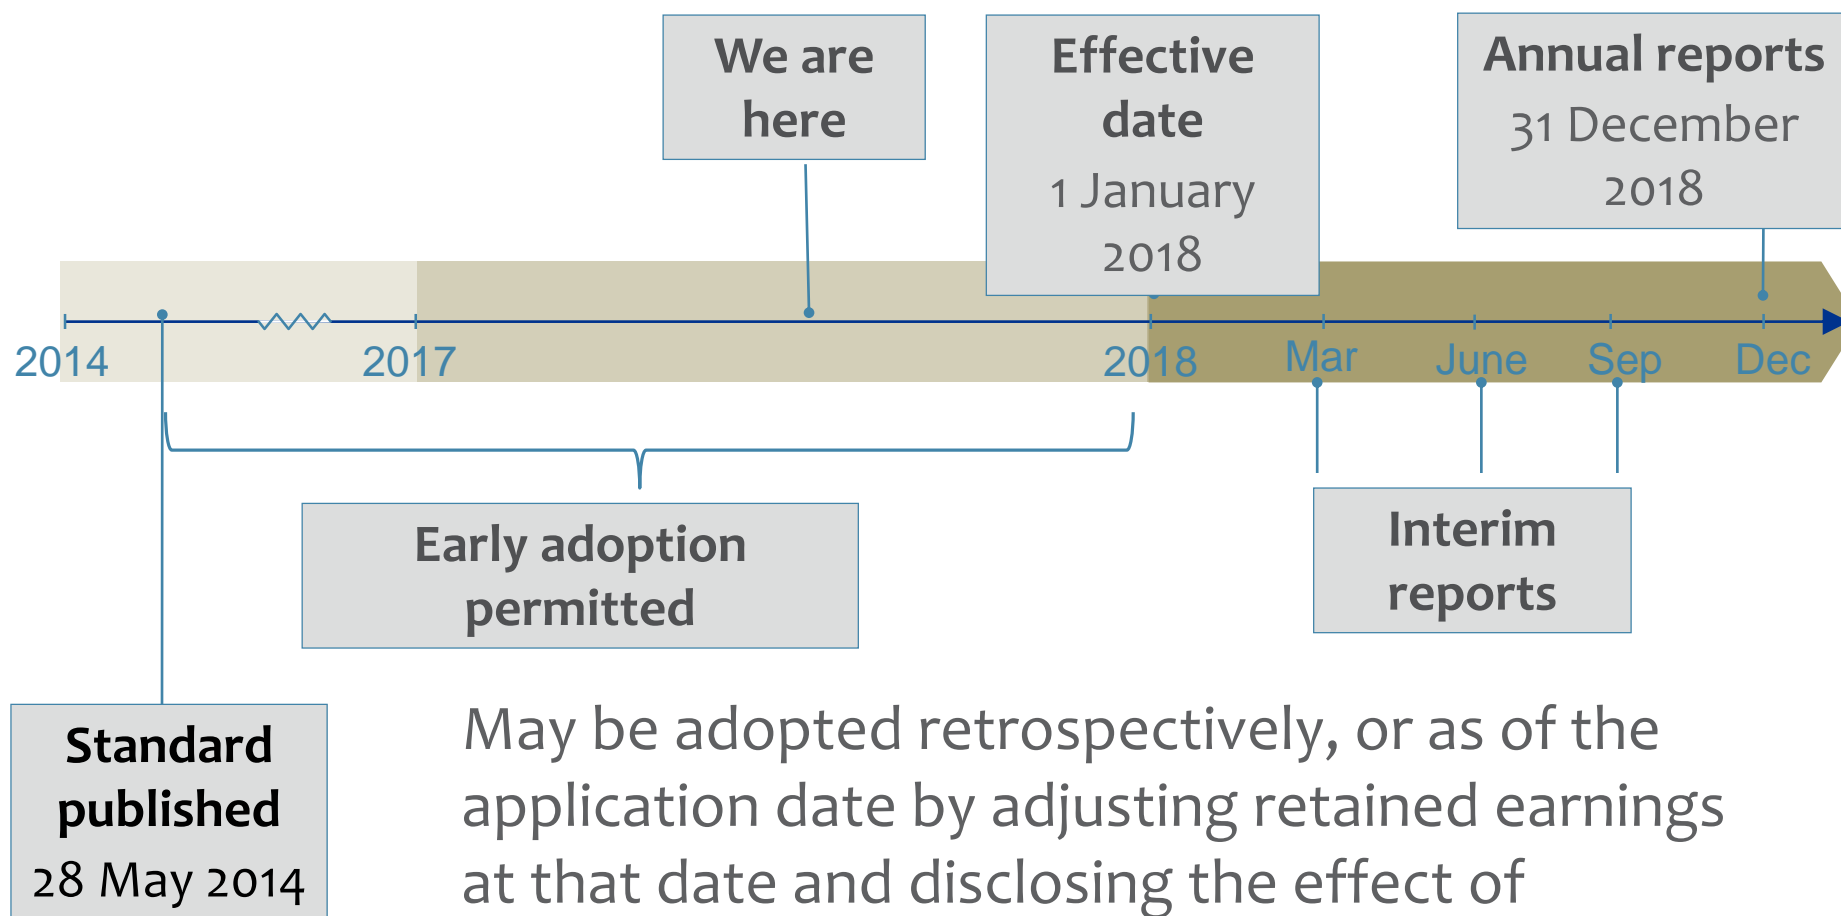 We are
here
Effective
date
1 January
2018
Annual reports
31 December
2018
2014
2017
2018
Mar
June
Sep
Dec
Early adoption
permitted
Interim
reports
Standard
published
28 May 2014
May be adopted retrospectively, or as of the
application date by adjusting retained earnings
at that date and disclosing the effect of